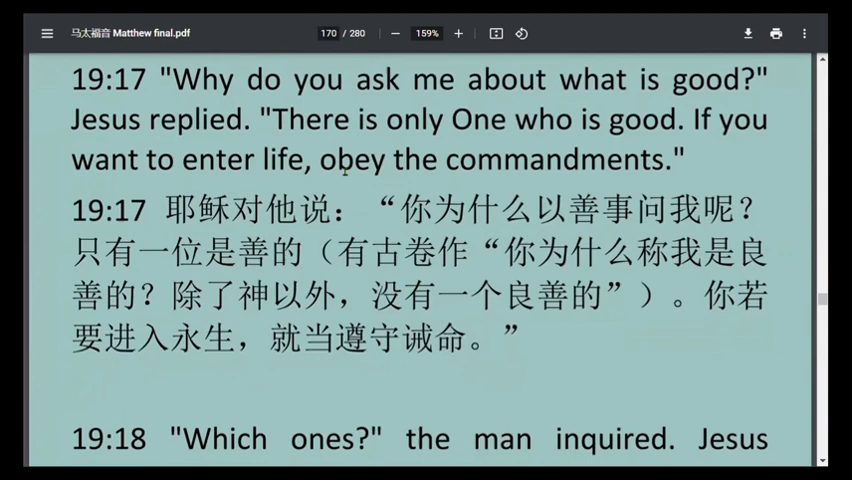 马太福音 Matthew final.pdf
170 / 280
159%
19:17 "Why do you ask me about what is good?"
Jesus replied. "There is only One who is good. If you
want to enter life, obey the commandments."
19:17 耶稣对他说：“你为什么以善事问我呢？
只有一位是善的（有古卷作“你为什么称我是良
善的？除了神以外，没有一个良善的”）。你若
要进入永生，就当遵守诫命。”
19:18 "Which ones?" the man inquired. Jesus